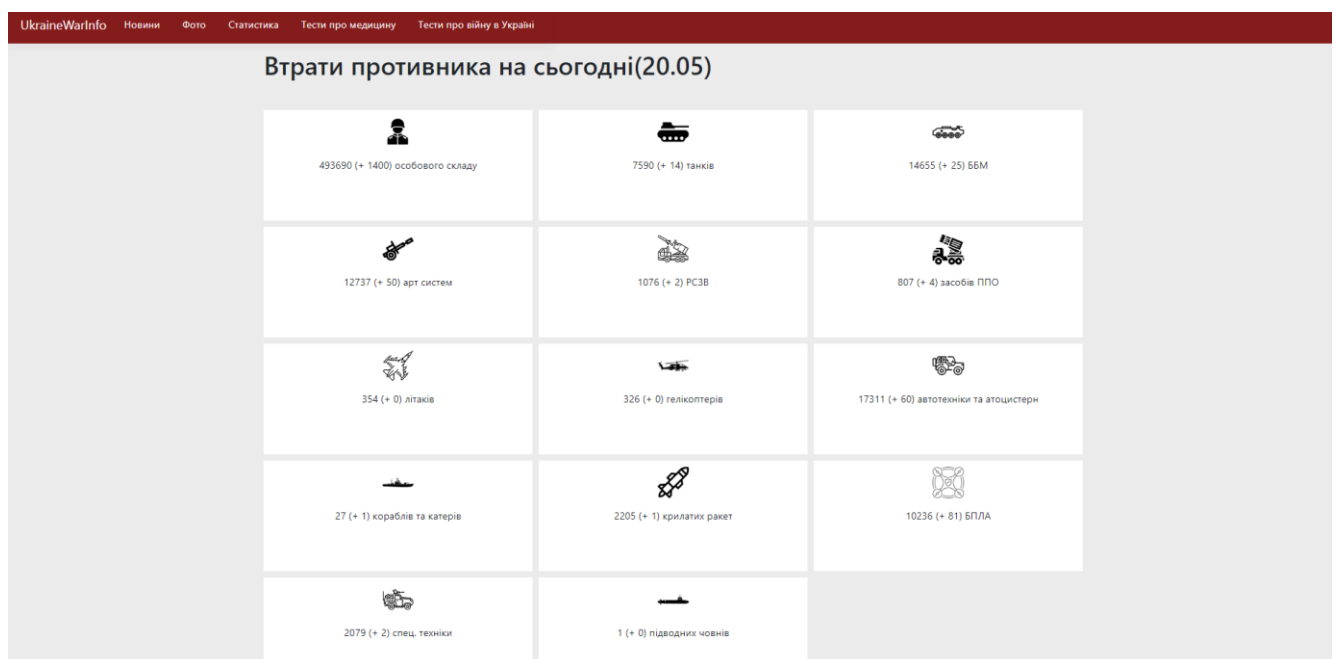 UkraineWarInfo Новини Фото Статистика Тести про медицину Тести про війну в Україні
Втрати противника на сьогодні(20.05)
493690 (+ 1400) особового складу
7590 (+ 14) танків
14655 (+ 25) ББМ
12737 (+ 50) арт систем
1076 (+ 2) РСЗВ
807 (+ 4) засобів ППО
354 (+ 0) літаків
326 (+ 0) гелікоптерів
17311 (+ 60) автотехніки та атоцистерн
27 (+ 1) кораблів та катерів
2205 (+ 1) крилатих ракет
10236 (+ 81) БПЛА
2079 (+ 2) спец. техніки
1 (+ 0) підводних човнів